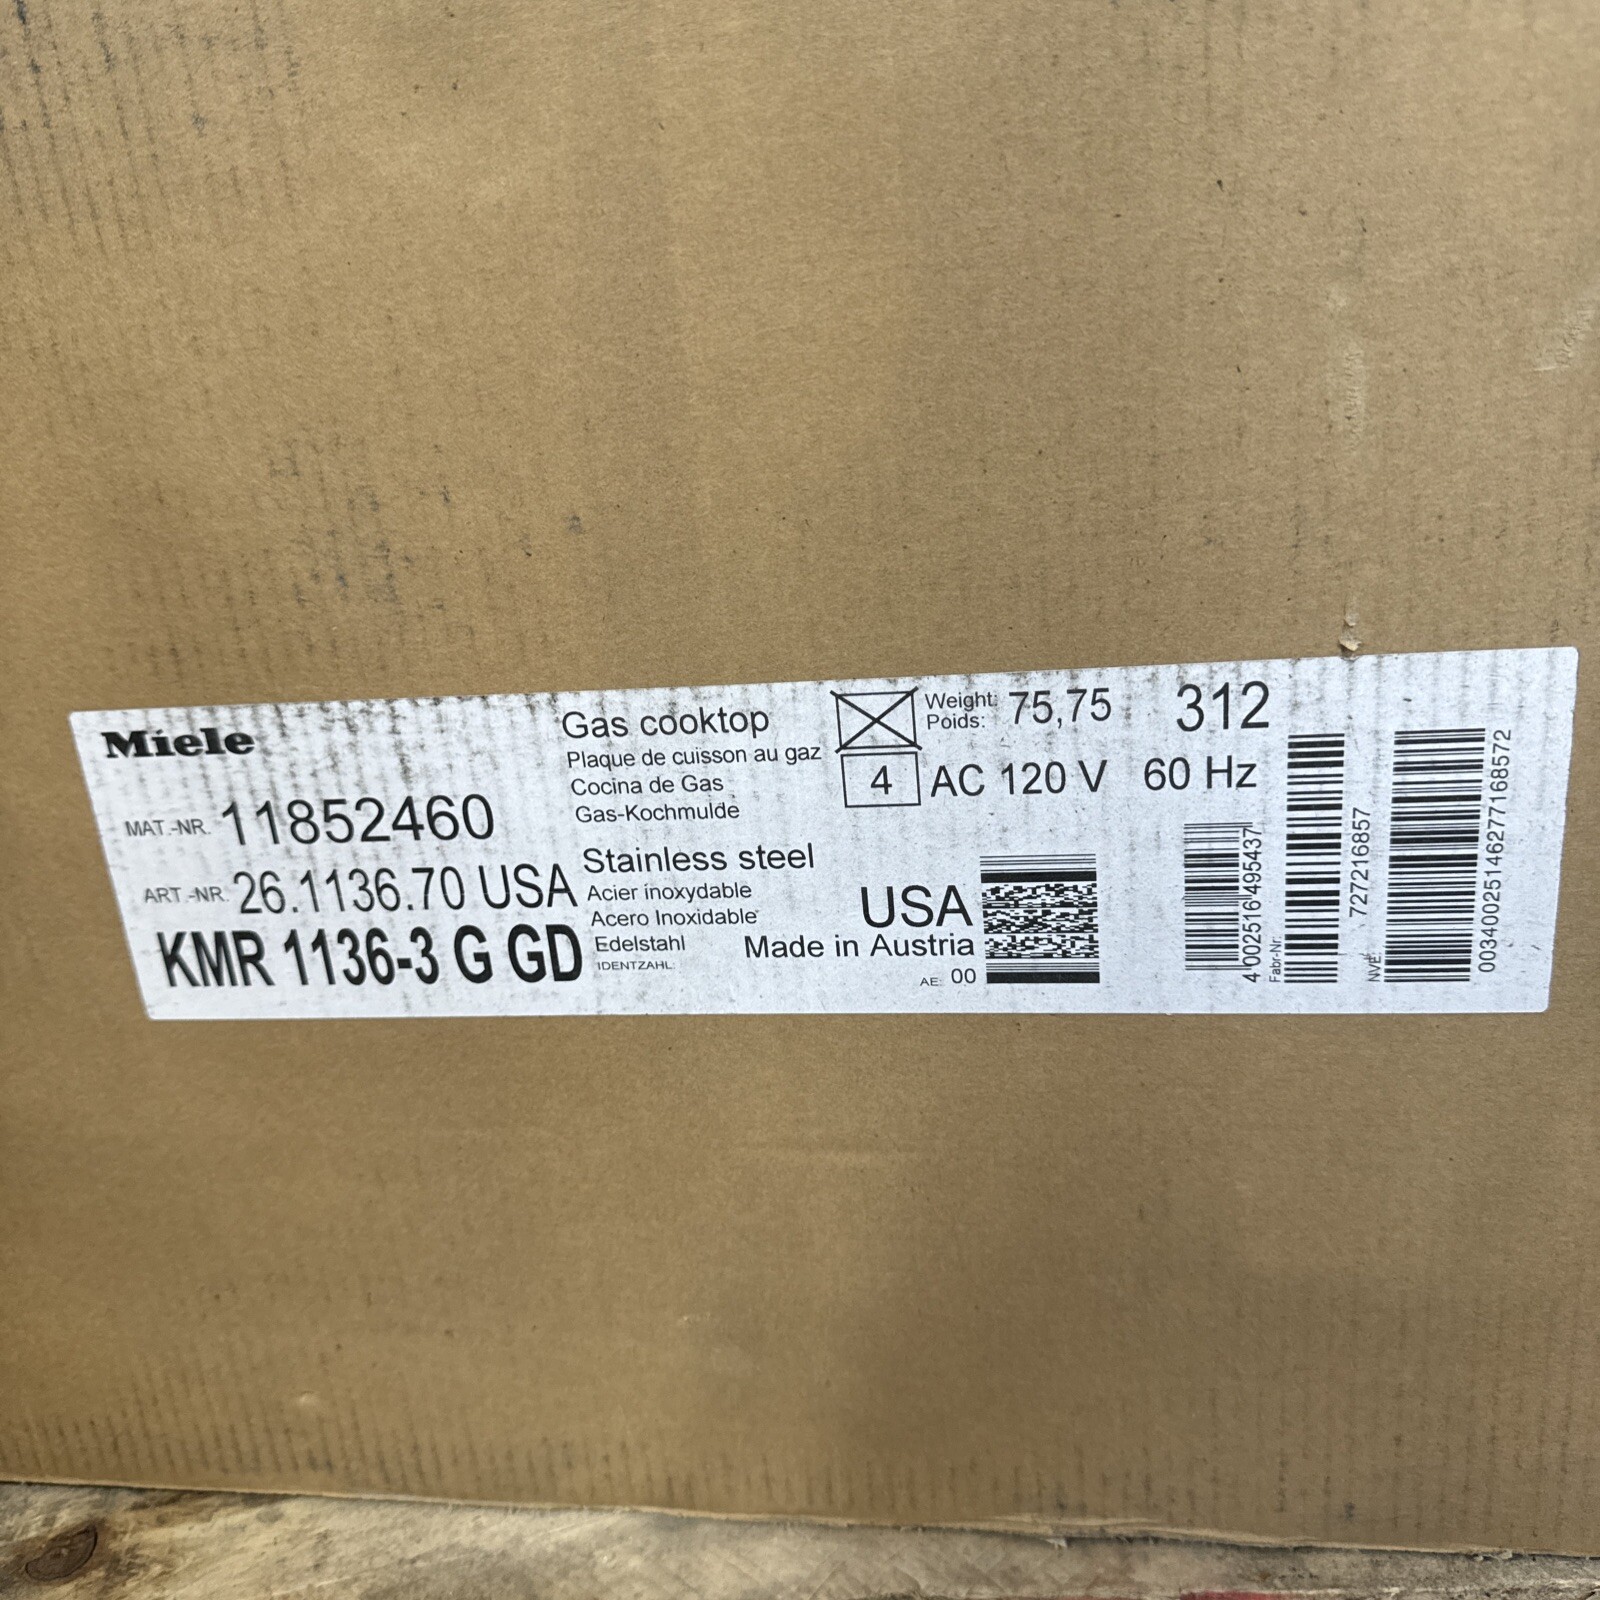 Miele
MAT.-NR. 11852460
ART.-NR. 26.1136.70 USA
KMR 1136-3 G GD
Gas cooktop
Plaque de cuisson au gaz
Cocina de Gas
Gas-Kochmulde
Stainless steel
Acier inoxydable
Acero Inoxidable
Edelstahl
IDENTZAHL:
Weight: 75,75
Poids:
312
4 AC 120 V 60 Hz
USA
Made in Austria
AE: 00
4 002516 495437
Fabr-Nr.
727216857
NVE:
00340025146277168572